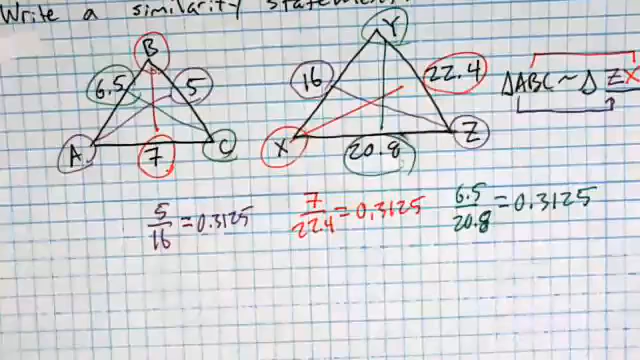 Write a similarity statement.
B Y
6.5 5 16 22.4
A 7 C X 20.8 Z
ΔABC ~ Δ ZX
5/16 = 0.3125 7/22.4 = 0.3125 6.5/20.8 = 0.3125